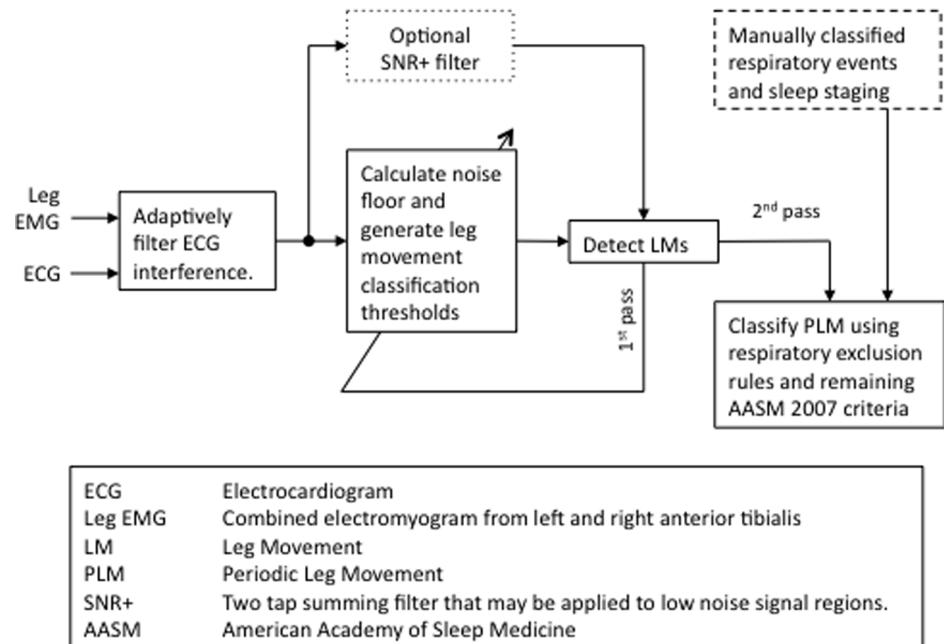 Optional
SNR+ filter
Manually classified
respiratory events
and sleep staging
Leg
EMG
ECG
Adaptively
filter ECG
interference.
Calculate noise
floor and
generate leg
movement
classification
thresholds
Detect LMs
1st pass
2nd pass
Classify PLM using
respiratory exclusion
rules and remaining
AASM 2007 criteria
ECG Electrocardiogram
Leg EMG Combined electromyogram from left and right anterior tibialis
LM Leg Movement
PLM Periodic Leg Movement
SNR+ Two tap summing filter that may be applied to low noise signal regions.
AASM American Academy of Sleep Medicine